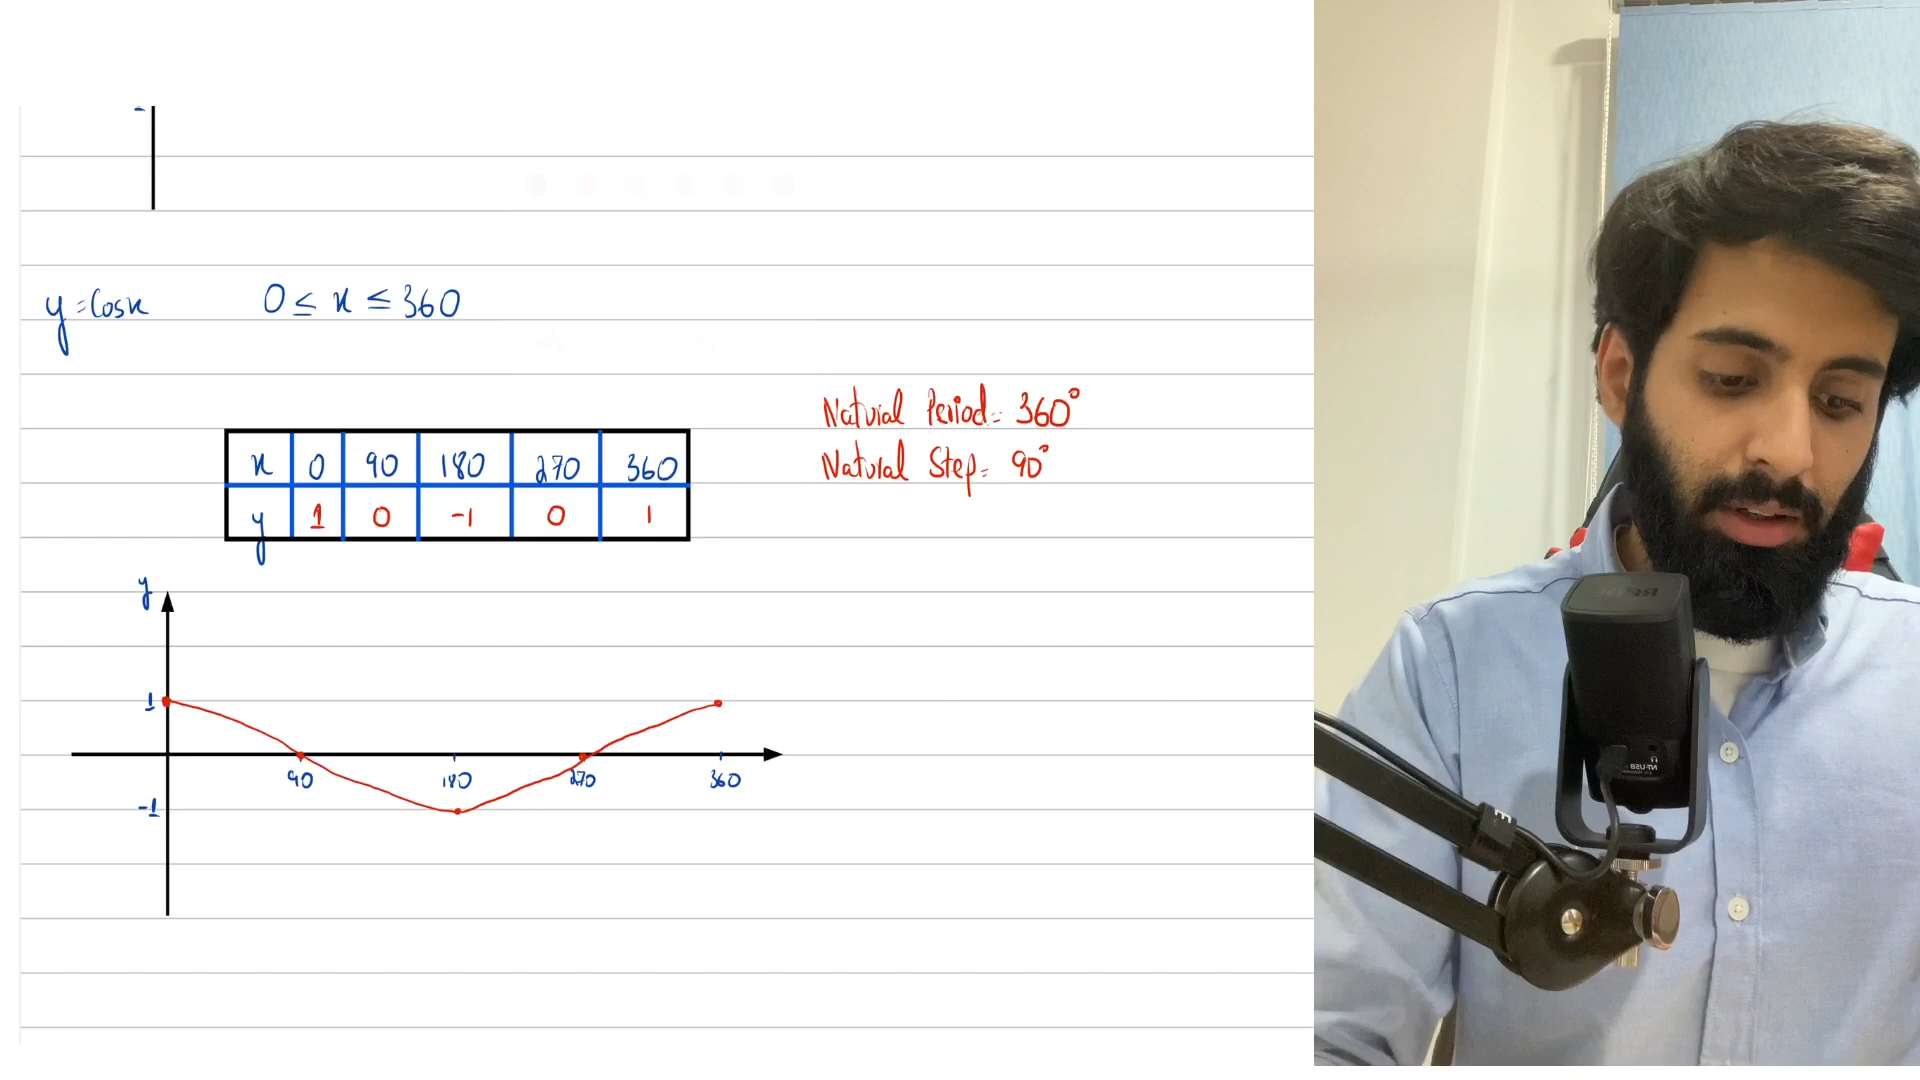 y = Cosx 0 ≤ x ≤ 360
Natural Period = 360°
Natural Step = 90°
x 0 90 180 270 360
y 1 0 -1 0 1
y
1
90 180 270 360
-1